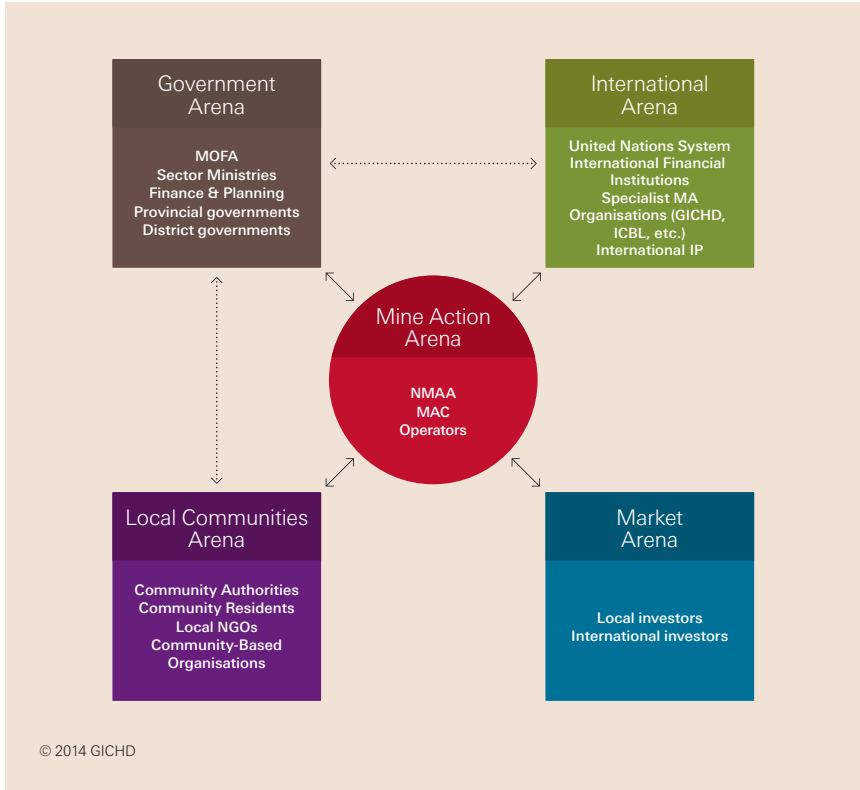 Government
Arena
MOFA
Sector Ministries
Finance & Planning
Provincial governments
District governments
International
Arena
United Nations System
International Financial
Institutions
Specialist MA
Organisations (GICHD,
ICBL, etc.)
International IP
Mine Action
Arena
NMAA
MAC
Operators
Local Communities
Arena
Community Authorities
Community Residents
Local NGOs
Community-Based
Organisations
Market
Arena
Local investors
International investors
© 2014 GICHD